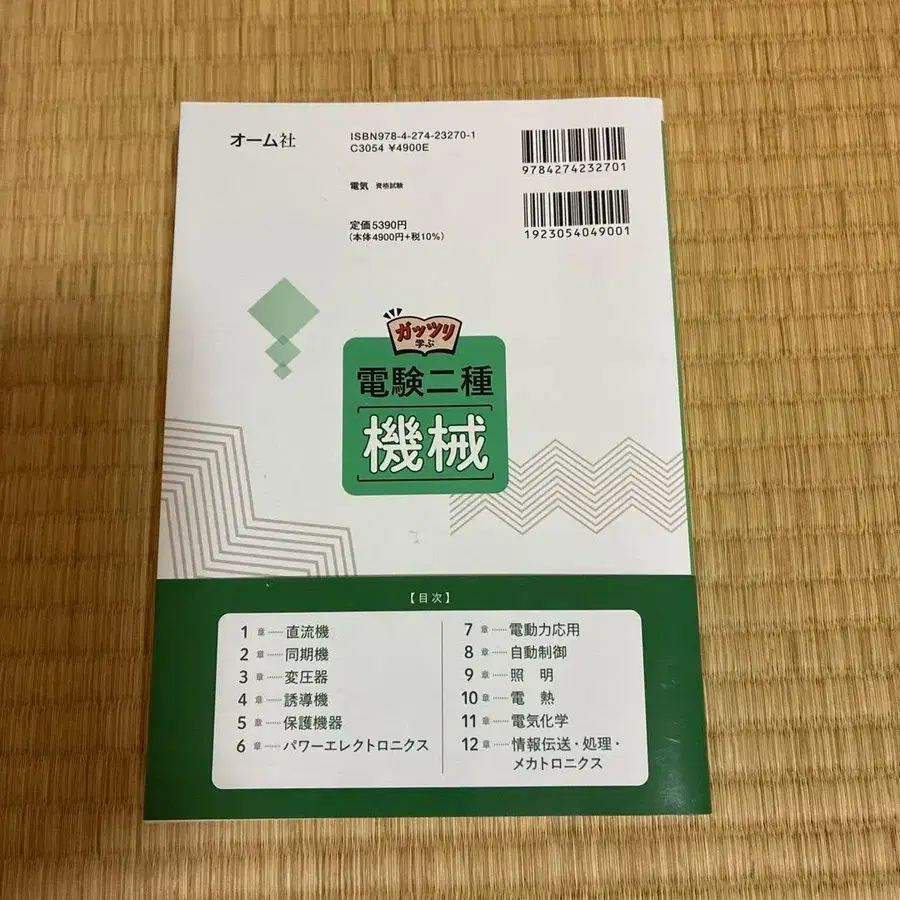 オーム社
ISBN978-4-274-23270-1
C3054 ¥4900E
9784274232701
電気 資格試験
1923054049001
定価5390円
(本体4900円+税10%)
ガッツリ
学ぶ
電験二種
機械
【目次】
1章……直流機
2章……同期機
3章……変圧器
4章……誘導機
5章……保護機器
6章……パワーエレクトロニクス
7章……電動力応用
8章……自動制御
9章……照 明
10章……電 熱
11章……電気化学
12章……情報伝送・処理・
メカトロニクス